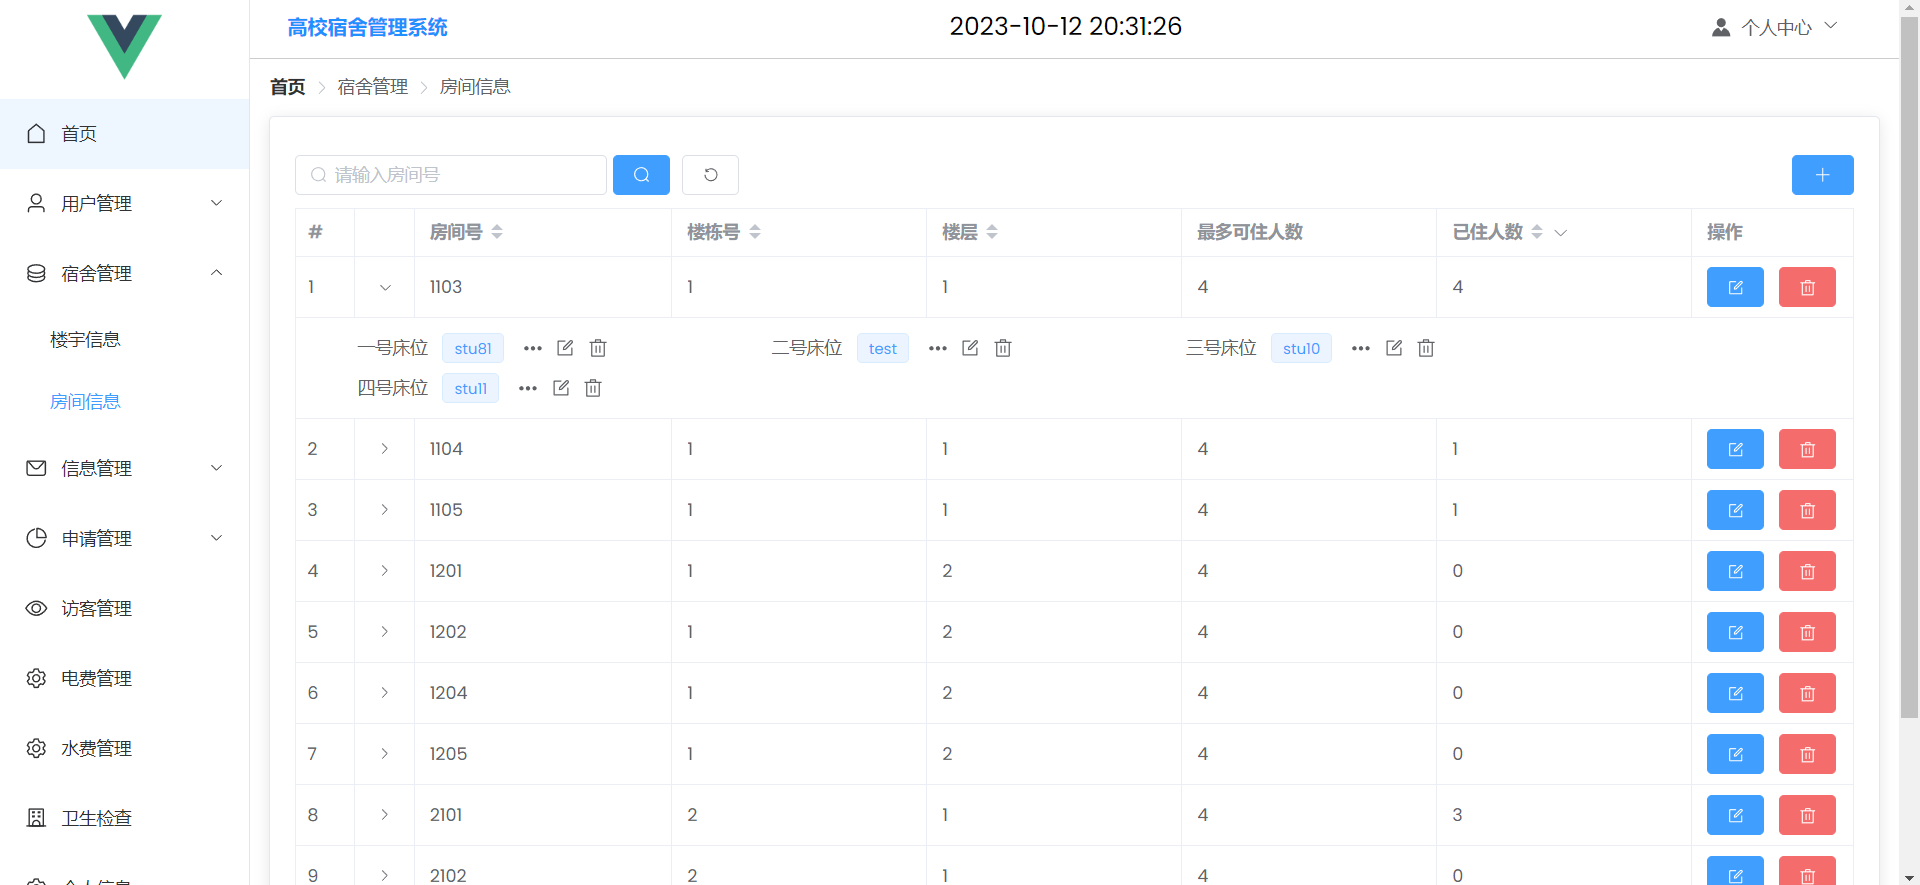 高校宿舍管理系统
2023-10-12 20:31:26
个人中心
首页 宿舍管理 房间信息
首页
用户管理
宿舍管理
楼宇信息
房间信息
信息管理
申请管理
访客管理
电费管理
水费管理
卫生检查
个人信息
请输入房间号
# 房间号 楼栋号 楼层 最多可住人数 已住人数 操作
1 1103 1 1 4 4
一号床位 stu81 二号床位 test 三号床位 stu10
四号床位 stu11
2 1104 1 1 4 1
3 1105 1 1 4 1
4 1201 1 2 4 0
5 1202 1 2 4 0
6 1204 1 2 4 0
7 1205 1 2 4 0
8 2101 2 1 4 3
9 2102 2 1 4 0